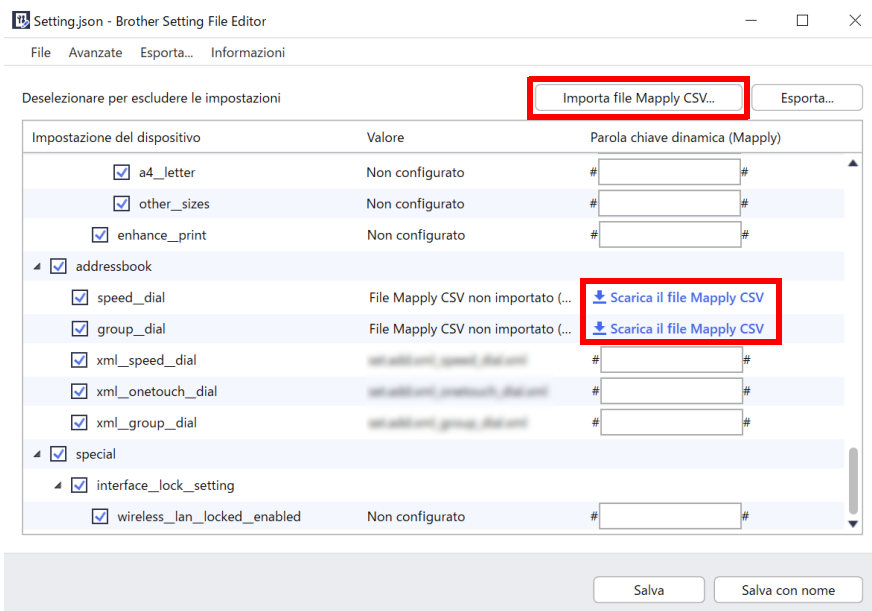 Setting.json - Brother Setting File Editor
File Avanzate Esporta... Informazioni
Deselezionare per escludere le impostazioni Importa file Mapply CSV... Esporta...
Impostazione del dispositivo Valore Parola chiave dinamica (Mapply)
a4__letter Non configurato # #
other__sizes Non configurato # #
enhance__print Non configurato # #
addressbook
speed__dial File Mapply CSV non importato (... Scarica il file Mapply CSV
group__dial File Mapply CSV non importato (... Scarica il file Mapply CSV
xml__speed__dial # #
xml__onetouch__dial # #
xml__group__dial # #
special
interface__lock__setting
wireless__lan__locked__enabled Non configurato # #
Salva Salva con nome